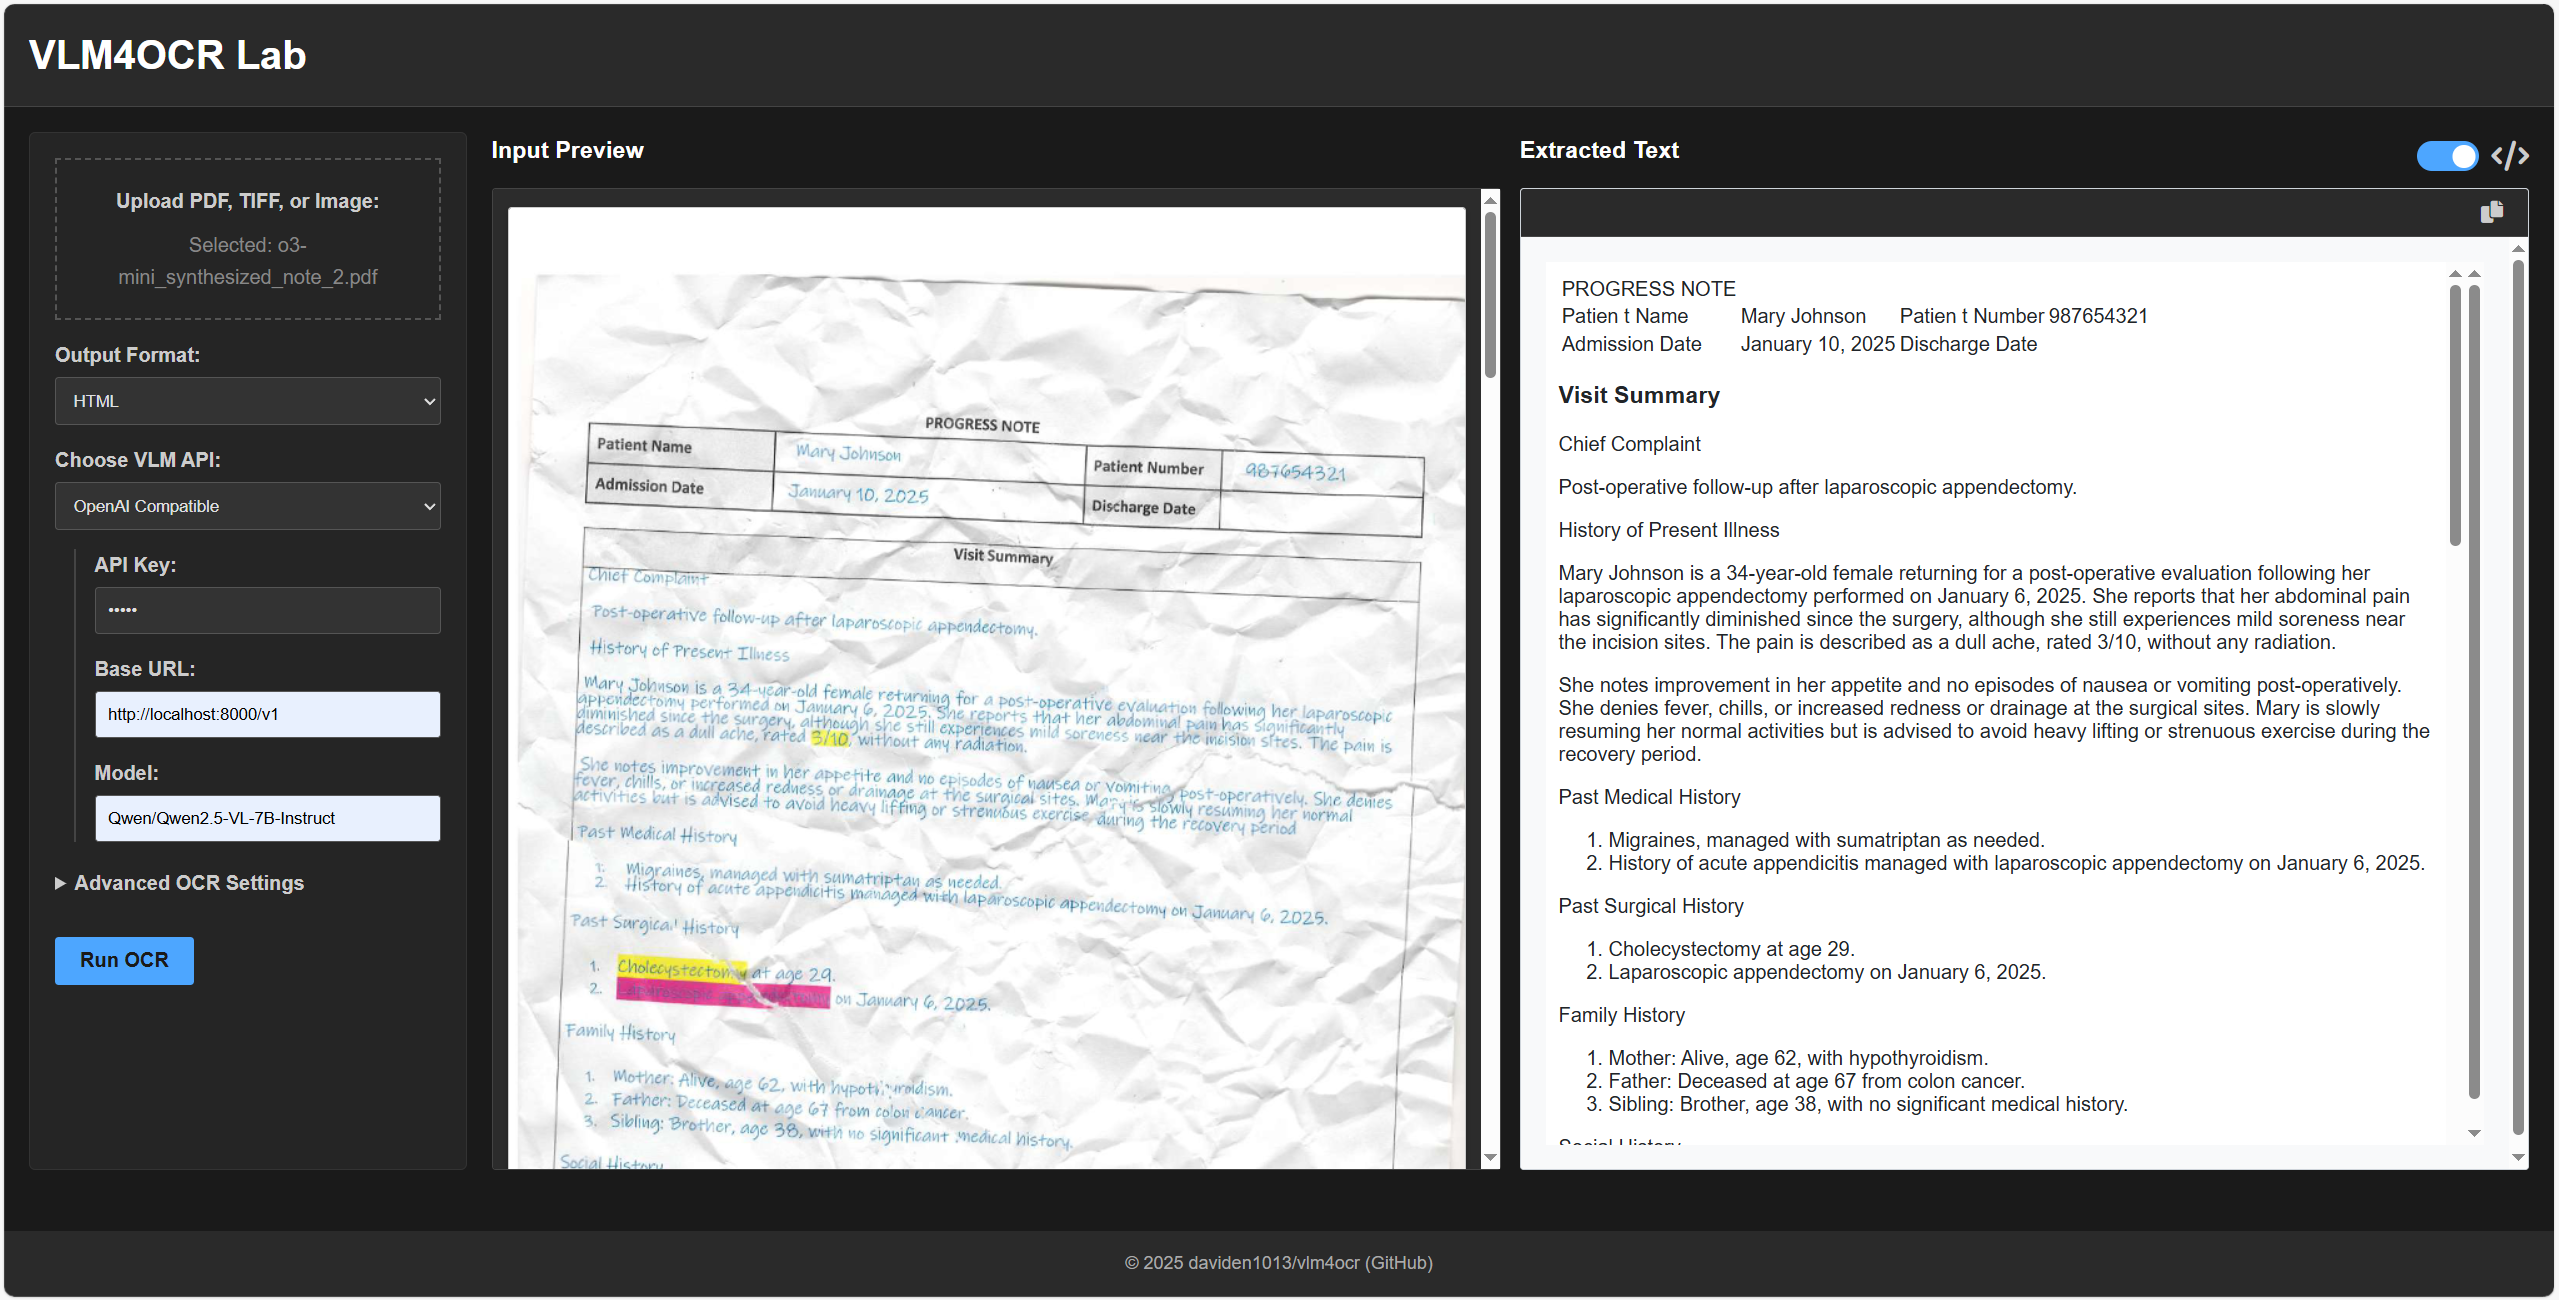 VLM4OCR Lab
Upload PDF, TIFF, or Image:
Selected: o3-
mini_synthesized_note_2.pdf
Output Format:
HTML
Choose VLM API:
OpenAI Compatible
API Key:
•••••
Base URL:
http://localhost:8000/v1
Model:
Qwen/Qwen2.5-VL-7B-Instruct
Advanced OCR Settings
Run OCR
Input Preview
PROGRESS NOTE
Patient Name Mary Johnson Patient Number 987654321
Admission Date January 10, 2025 Discharge Date
Visit Summary
Chief Complaint
Post-operative follow-up after laparoscopic appendectomy.
History of Present Illness
Mary Johnson is a 34-year-old female returning for a post-operative evaluation following her laparoscopic
appendectomy performed on January 6, 2025. She reports that her abdominal pain has significantly
diminished since the surgery, although she still experiences mild soreness near the incision sites. The pain is
described as a dull ache, rated 3/10, without any radiation.
She notes improvement in her appetite and no episodes of nausea or vomiting post-operatively. She denies
fever, chills, or increased redness or drainage at the surgical sites. Mary is slowly resuming her normal
activities but is advised to avoid heavy lifting or strenuous exercise during the recovery period
Past Medical History
1. Migraines, managed with sumatriptan as needed.
2. History of acute appendicitis managed with laparoscopic appendectomy on January 6, 2025.
Past Surgical History
1. Cholecystectomy at age 29.
2. Laparoscopic appendectomy on January 6, 2025.
Family History
1. Mother: Alive, age 62, with hypothyroidism.
2. Father: Deceased at age 67 from colon cancer.
3. Sibling: Brother, age 38, with no significant medical history.
Social History
Extracted Text
</>
PROGRESS NOTE
Patien t Name Mary Johnson Patien t Number 987654321
Admission Date January 10, 2025 Discharge Date
Visit Summary
Chief Complaint
Post-operative follow-up after laparoscopic appendectomy.
History of Present Illness
Mary Johnson is a 34-year-old female returning for a post-operative evaluation following her
laparoscopic appendectomy performed on January 6, 2025. She reports that her abdominal pain
has significantly diminished since the surgery, although she still experiences mild soreness near
the incision sites. The pain is described as a dull ache, rated 3/10, without any radiation.
She notes improvement in her appetite and no episodes of nausea or vomiting post-operatively.
She denies fever, chills, or increased redness or drainage at the surgical sites. Mary is slowly
resuming her normal activities but is advised to avoid heavy lifting or strenuous exercise during the
recovery period.
Past Medical History
1. Migraines, managed with sumatriptan as needed.
2. History of acute appendicitis managed with laparoscopic appendectomy on January 6, 2025.
Past Surgical History
1. Cholecystectomy at age 29.
2. Laparoscopic appendectomy on January 6, 2025.
Family History
1. Mother: Alive, age 62, with hypothyroidism.
2. Father: Deceased at age 67 from colon cancer.
3. Sibling: Brother, age 38, with no significant medical history.
Social History
© 2025 daviden1013/vlm4ocr (GitHub)